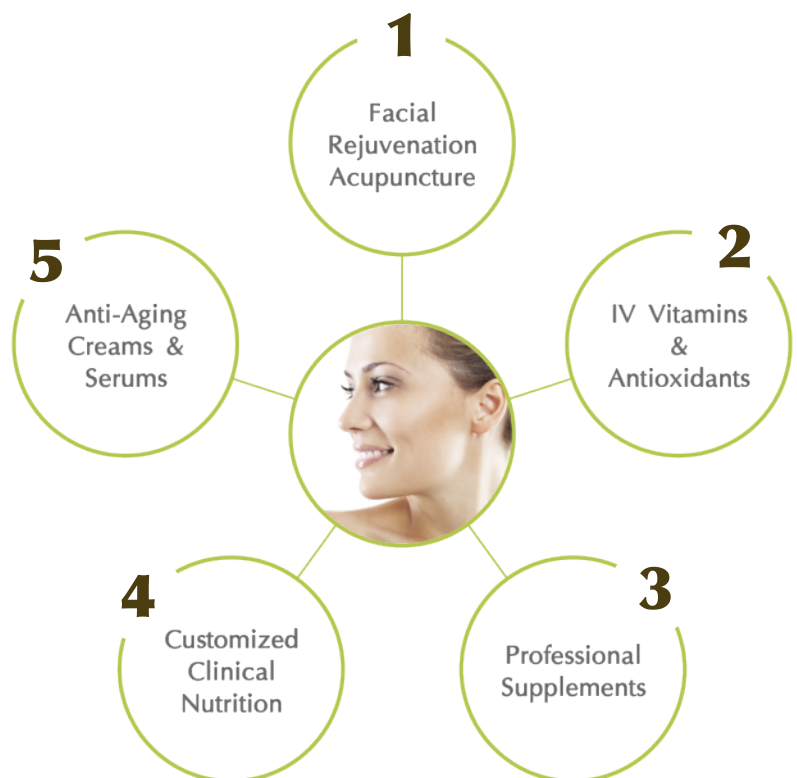 1
Facial
Rejuvenation
Acupuncture
2
IV Vitamins
&
Antioxidants
3
Professional
Supplements
4
Customized
Clinical
Nutrition
5
Anti-Aging
Creams &
Serums